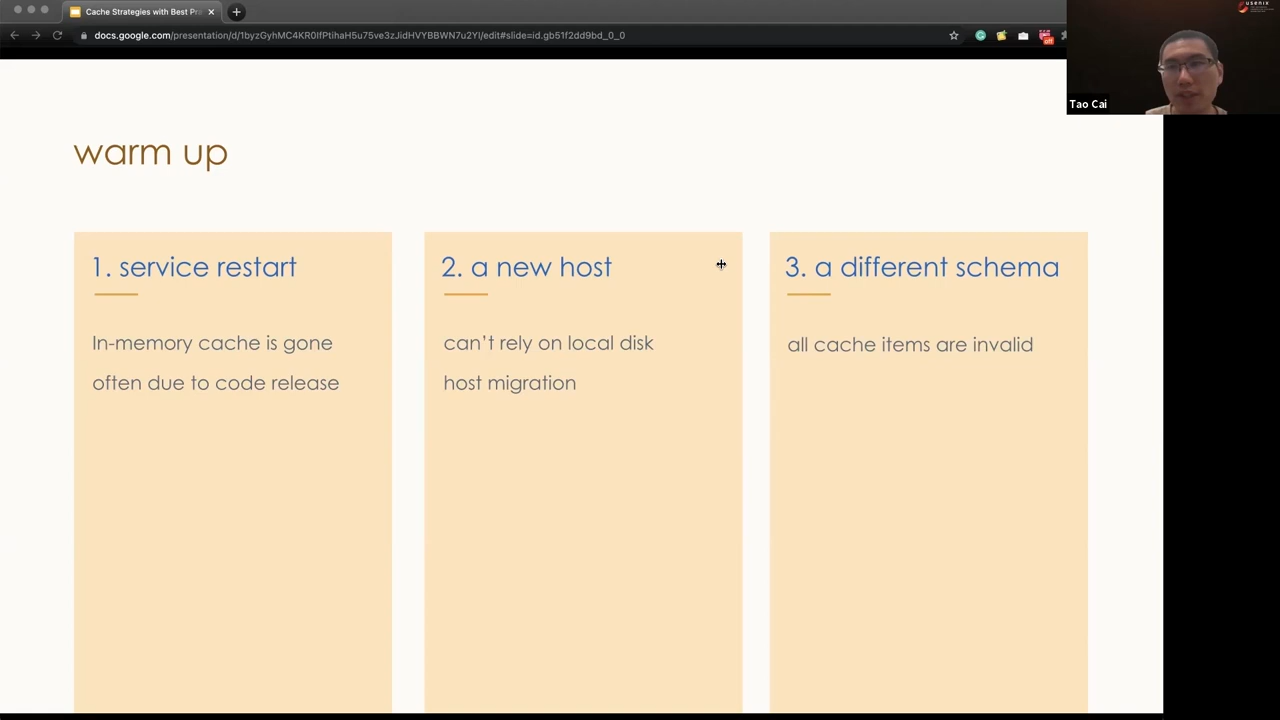 Cache Strategies with Best Pra
docs.google.com/presentation/d/1byzGyhMC4KR0lfPtihaH5u75ve3zJidHVYBBWN7u2YI/edit#slide=id.gb51f2dd9bd_0_0
usenix
Tao Cai
warm up
1. service restart
In-memory cache is gone
often due to code release
2. a new host
can't rely on local disk
host migration
3. a different schema
all cache items are invalid